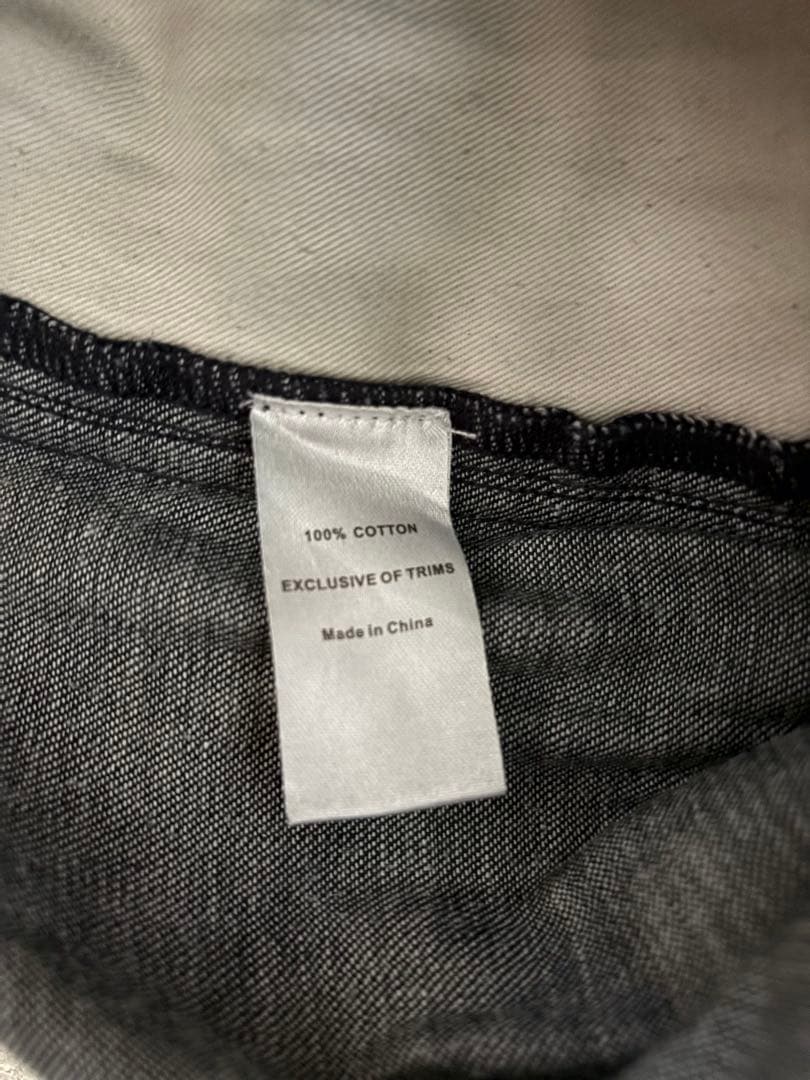 100% COTTON
EXCLUSIVE OF TRIMS
Made in China